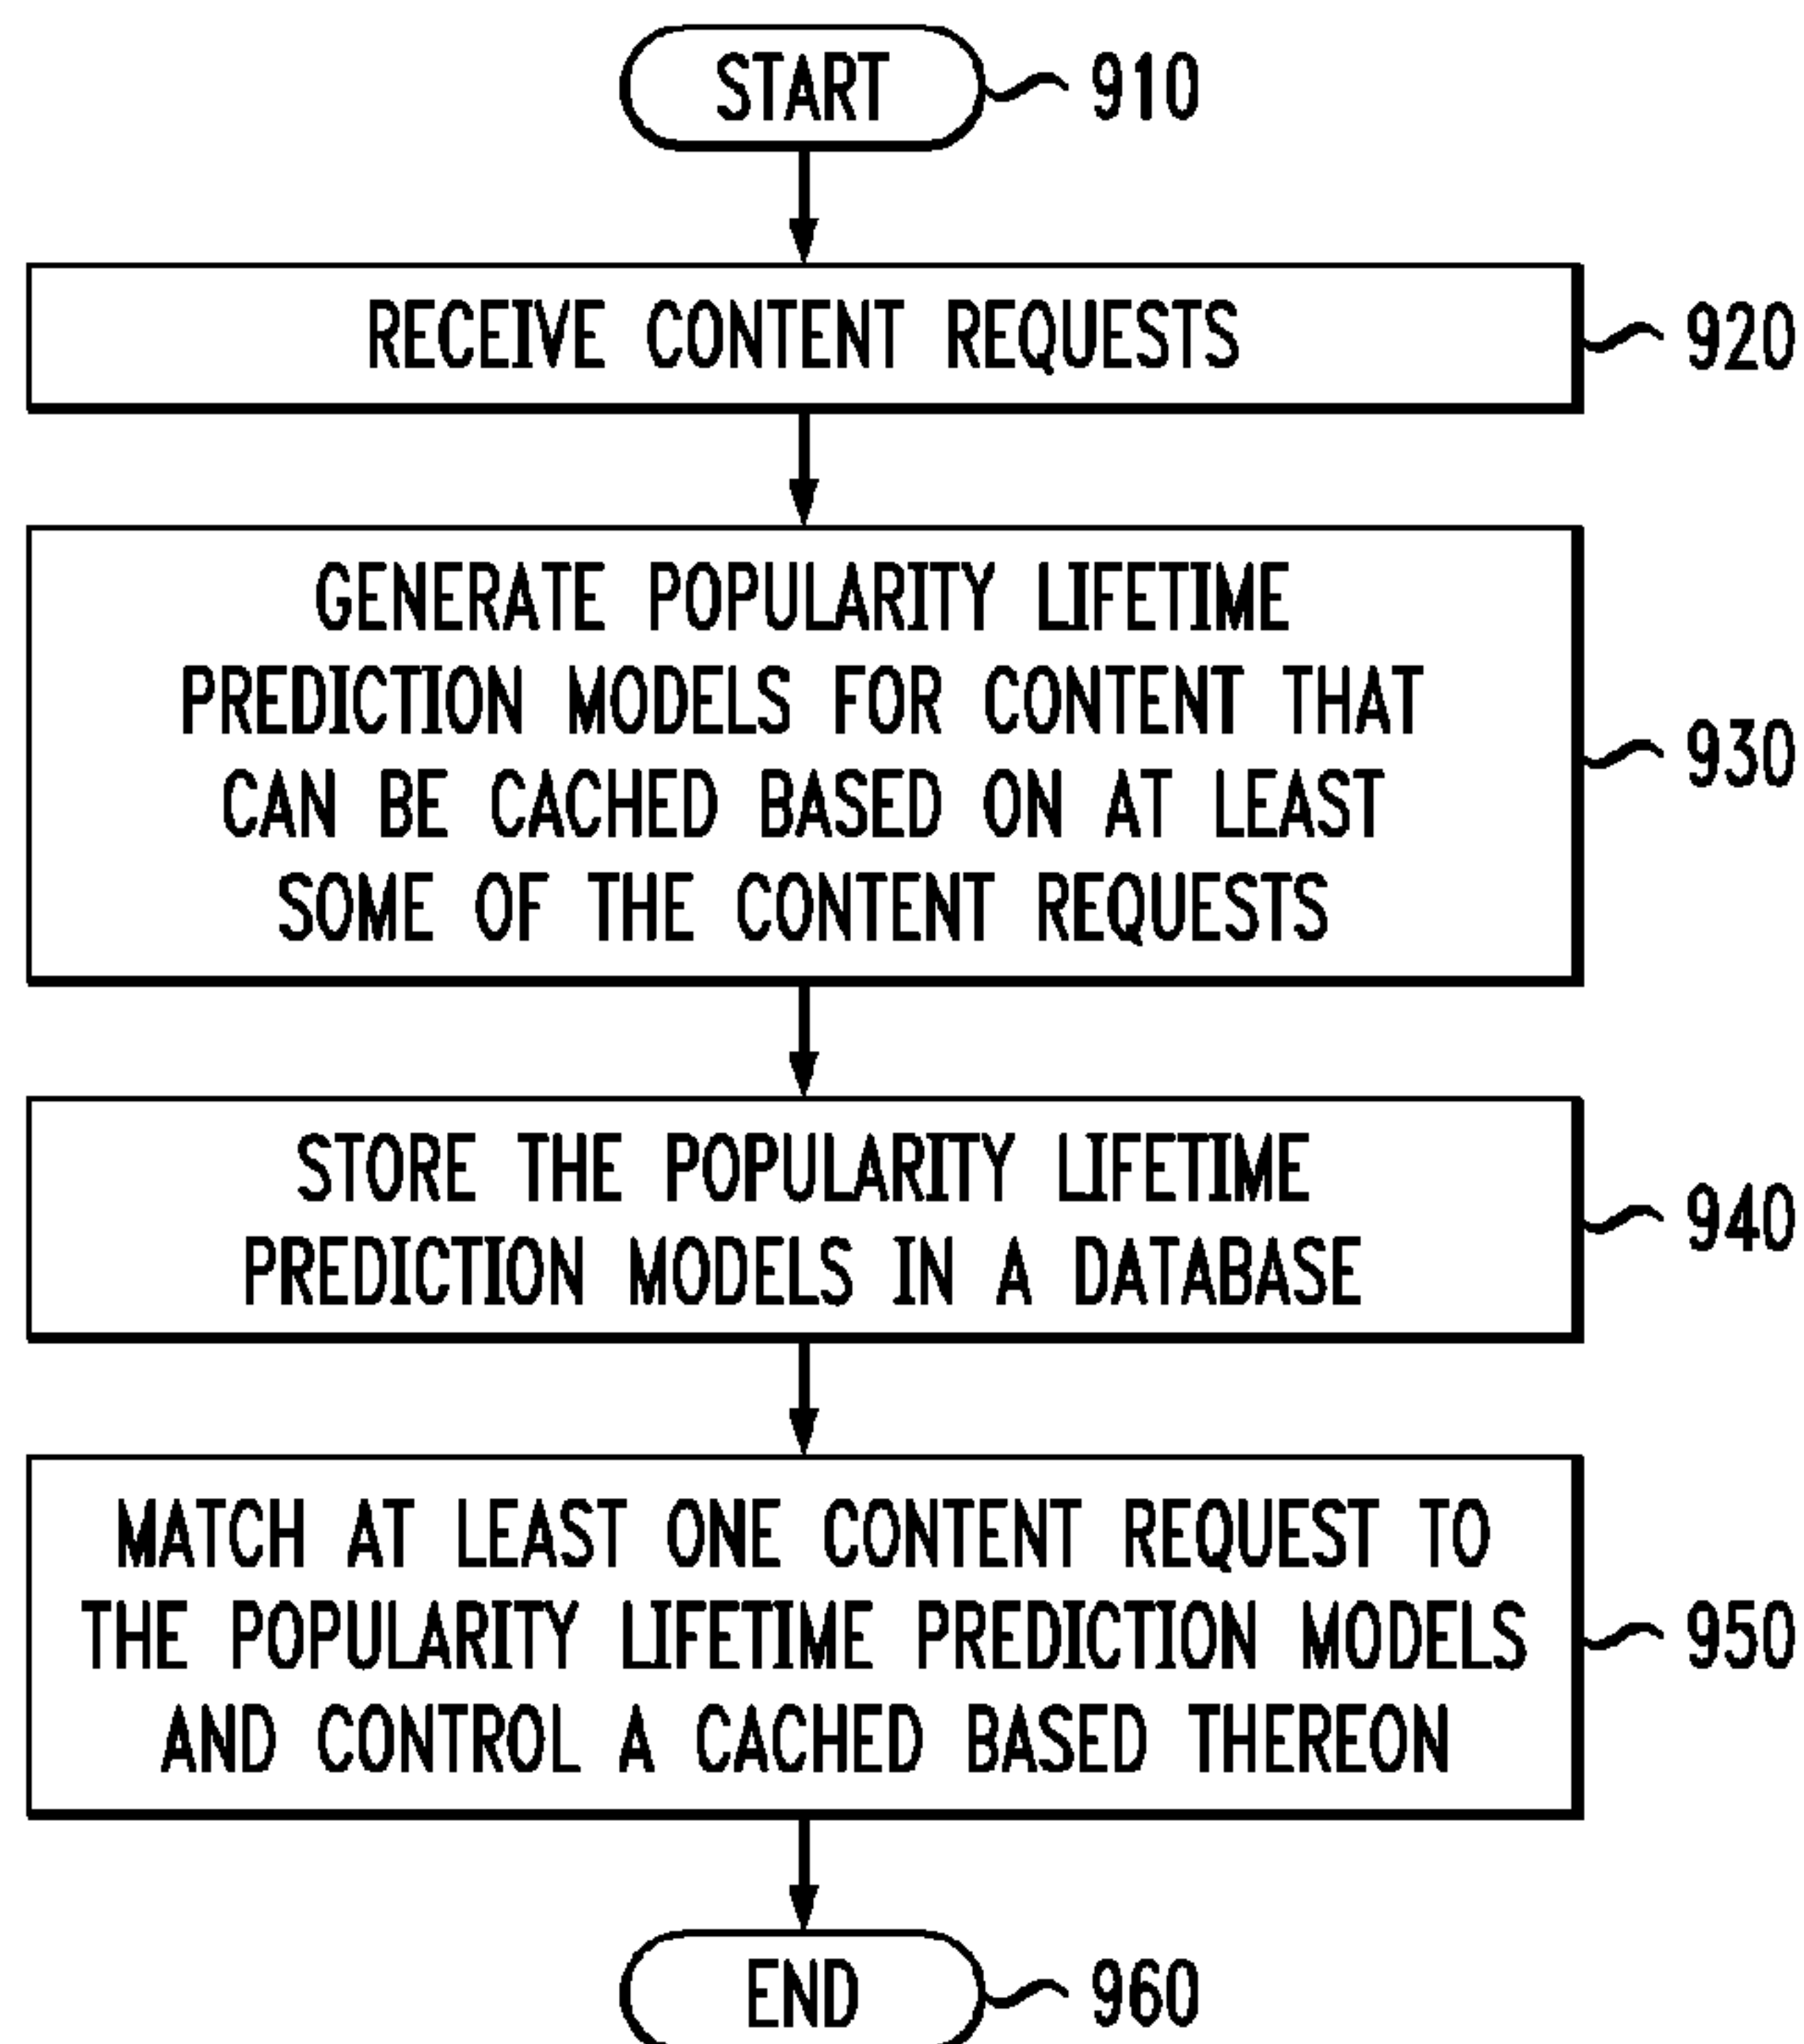 START 910
RECEIVE CONTENT REQUESTS 920
GENERATE POPULARITY LIFETIME
PREDICTION MODELS FOR CONTENT THAT
CAN BE CACHED BASED ON AT LEAST
SOME OF THE CONTENT REQUESTS
930
STORE THE POPULARITY LIFETIME
PREDICTION MODELS IN A DATABASE
940
MATCH AT LEAST ONE CONTENT REQUEST TO
THE POPULARITY LIFETIME PREDICTION MODELS
AND CONTROL A CACHED BASED THEREON
950
END 960